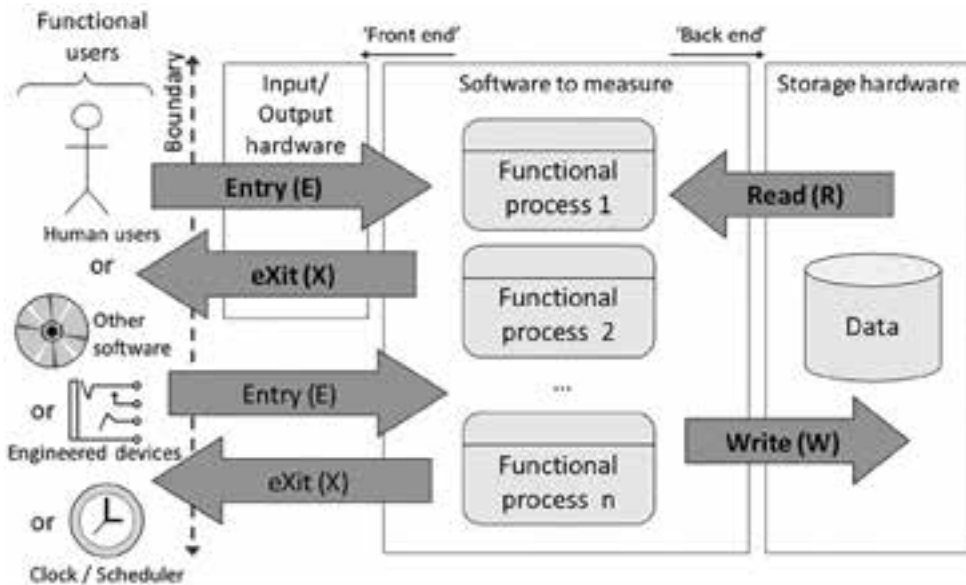 Functional
users
Boundary
'Front end'
'Back end'
Input/
Output
hardware
Software to measure
Storage hardware
Entry (E)
Functional
process 1
Read (R)
Human users
or
eXit (X)
Functional
process 2
Data
Other
software
Entry (E)
...
or
Engineered devices
eXit (X)
Functional
process n
Write (W)
or
Clock / Scheduler